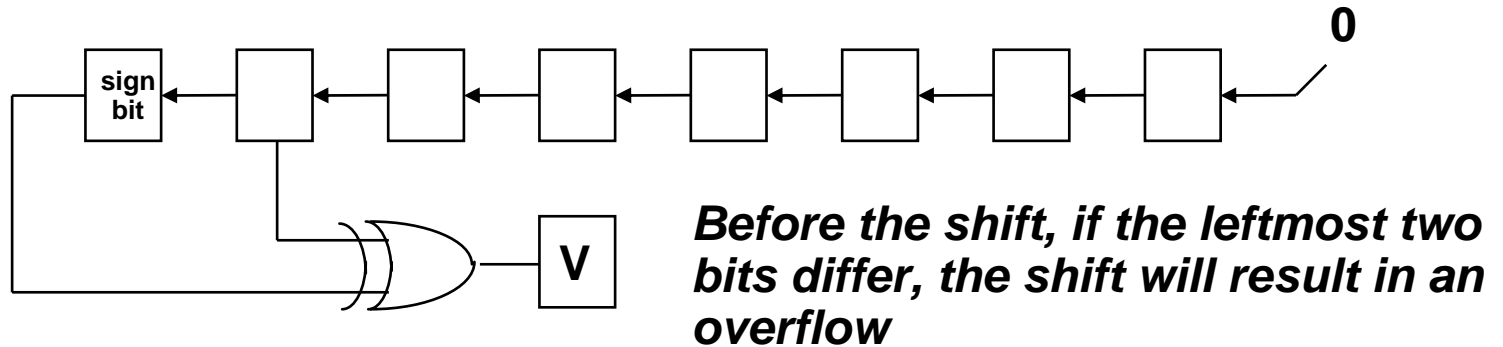 0
sign
bit
V
Before the shift, if the leftmost two
bits differ, the shift will result in an
overflow